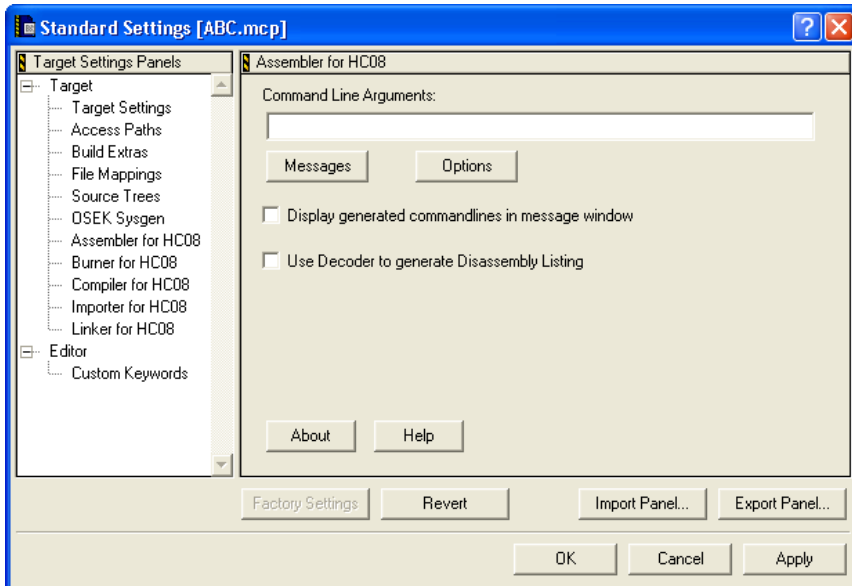 Standard Settings [ABC.mcp]
Target Settings Panels
Target
Target Settings
Access Paths
Build Extras
File Mappings
Source Trees
OSEK Sysgen
Assembler for HC08
Burner for HC08
Compiler for HC08
Importer for HC08
Linker for HC08
Editor
Custom Keywords
Assembler for HC08
Command Line Arguments:
Messages Options
Display generated commandlines in message window
Use Decoder to generate Disassembly Listing
About Help
Factory Settings Revert Import Panel... Export Panel...
OK Cancel Apply